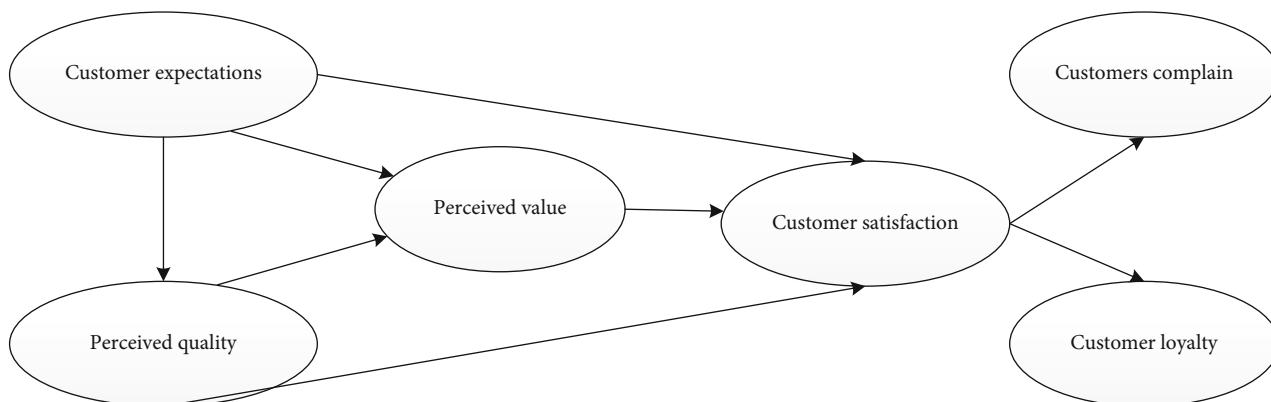 Customer expectations
Customers complain
Perceived value
Customer satisfaction
Perceived quality
Customer loyalty